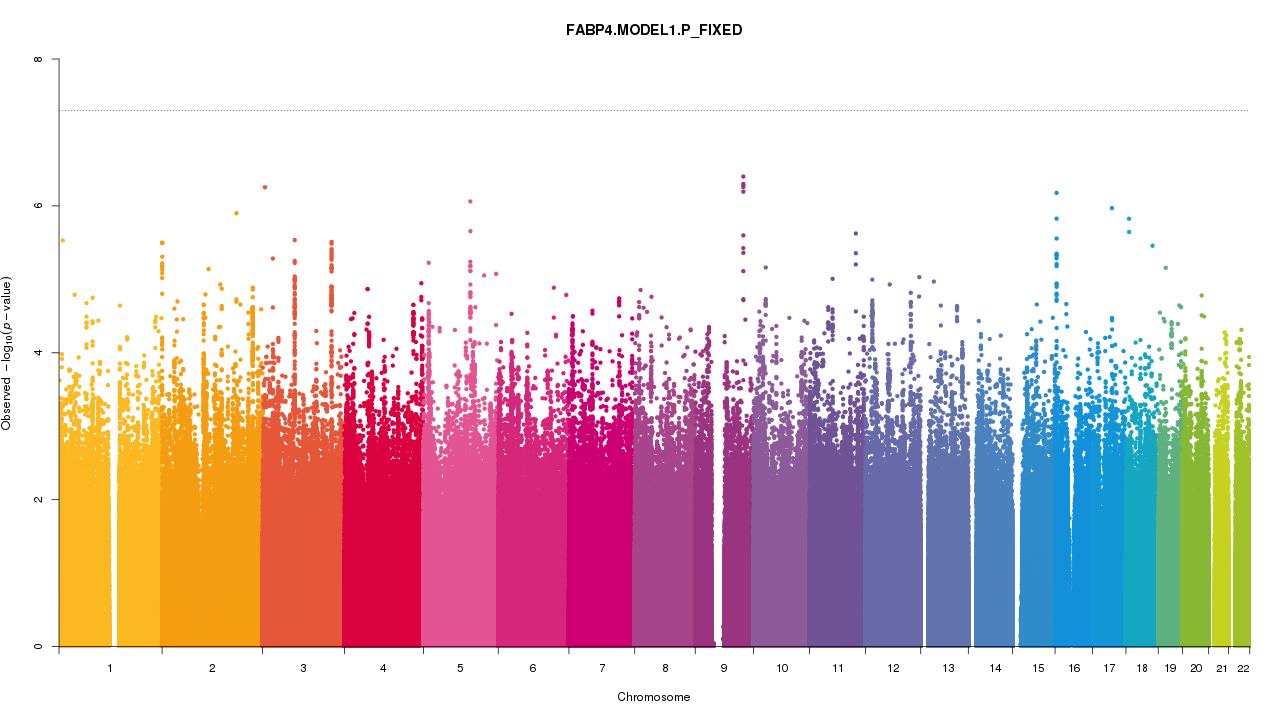 FABP4.MODEL1.P_FIXED
8
6
4
2
0
Observed −log₁₀(p−value)
1 2 3 4 5 6 7 8 9 10 11 12 13 14 15 16 17 18 19 20 21 22
Chromosome